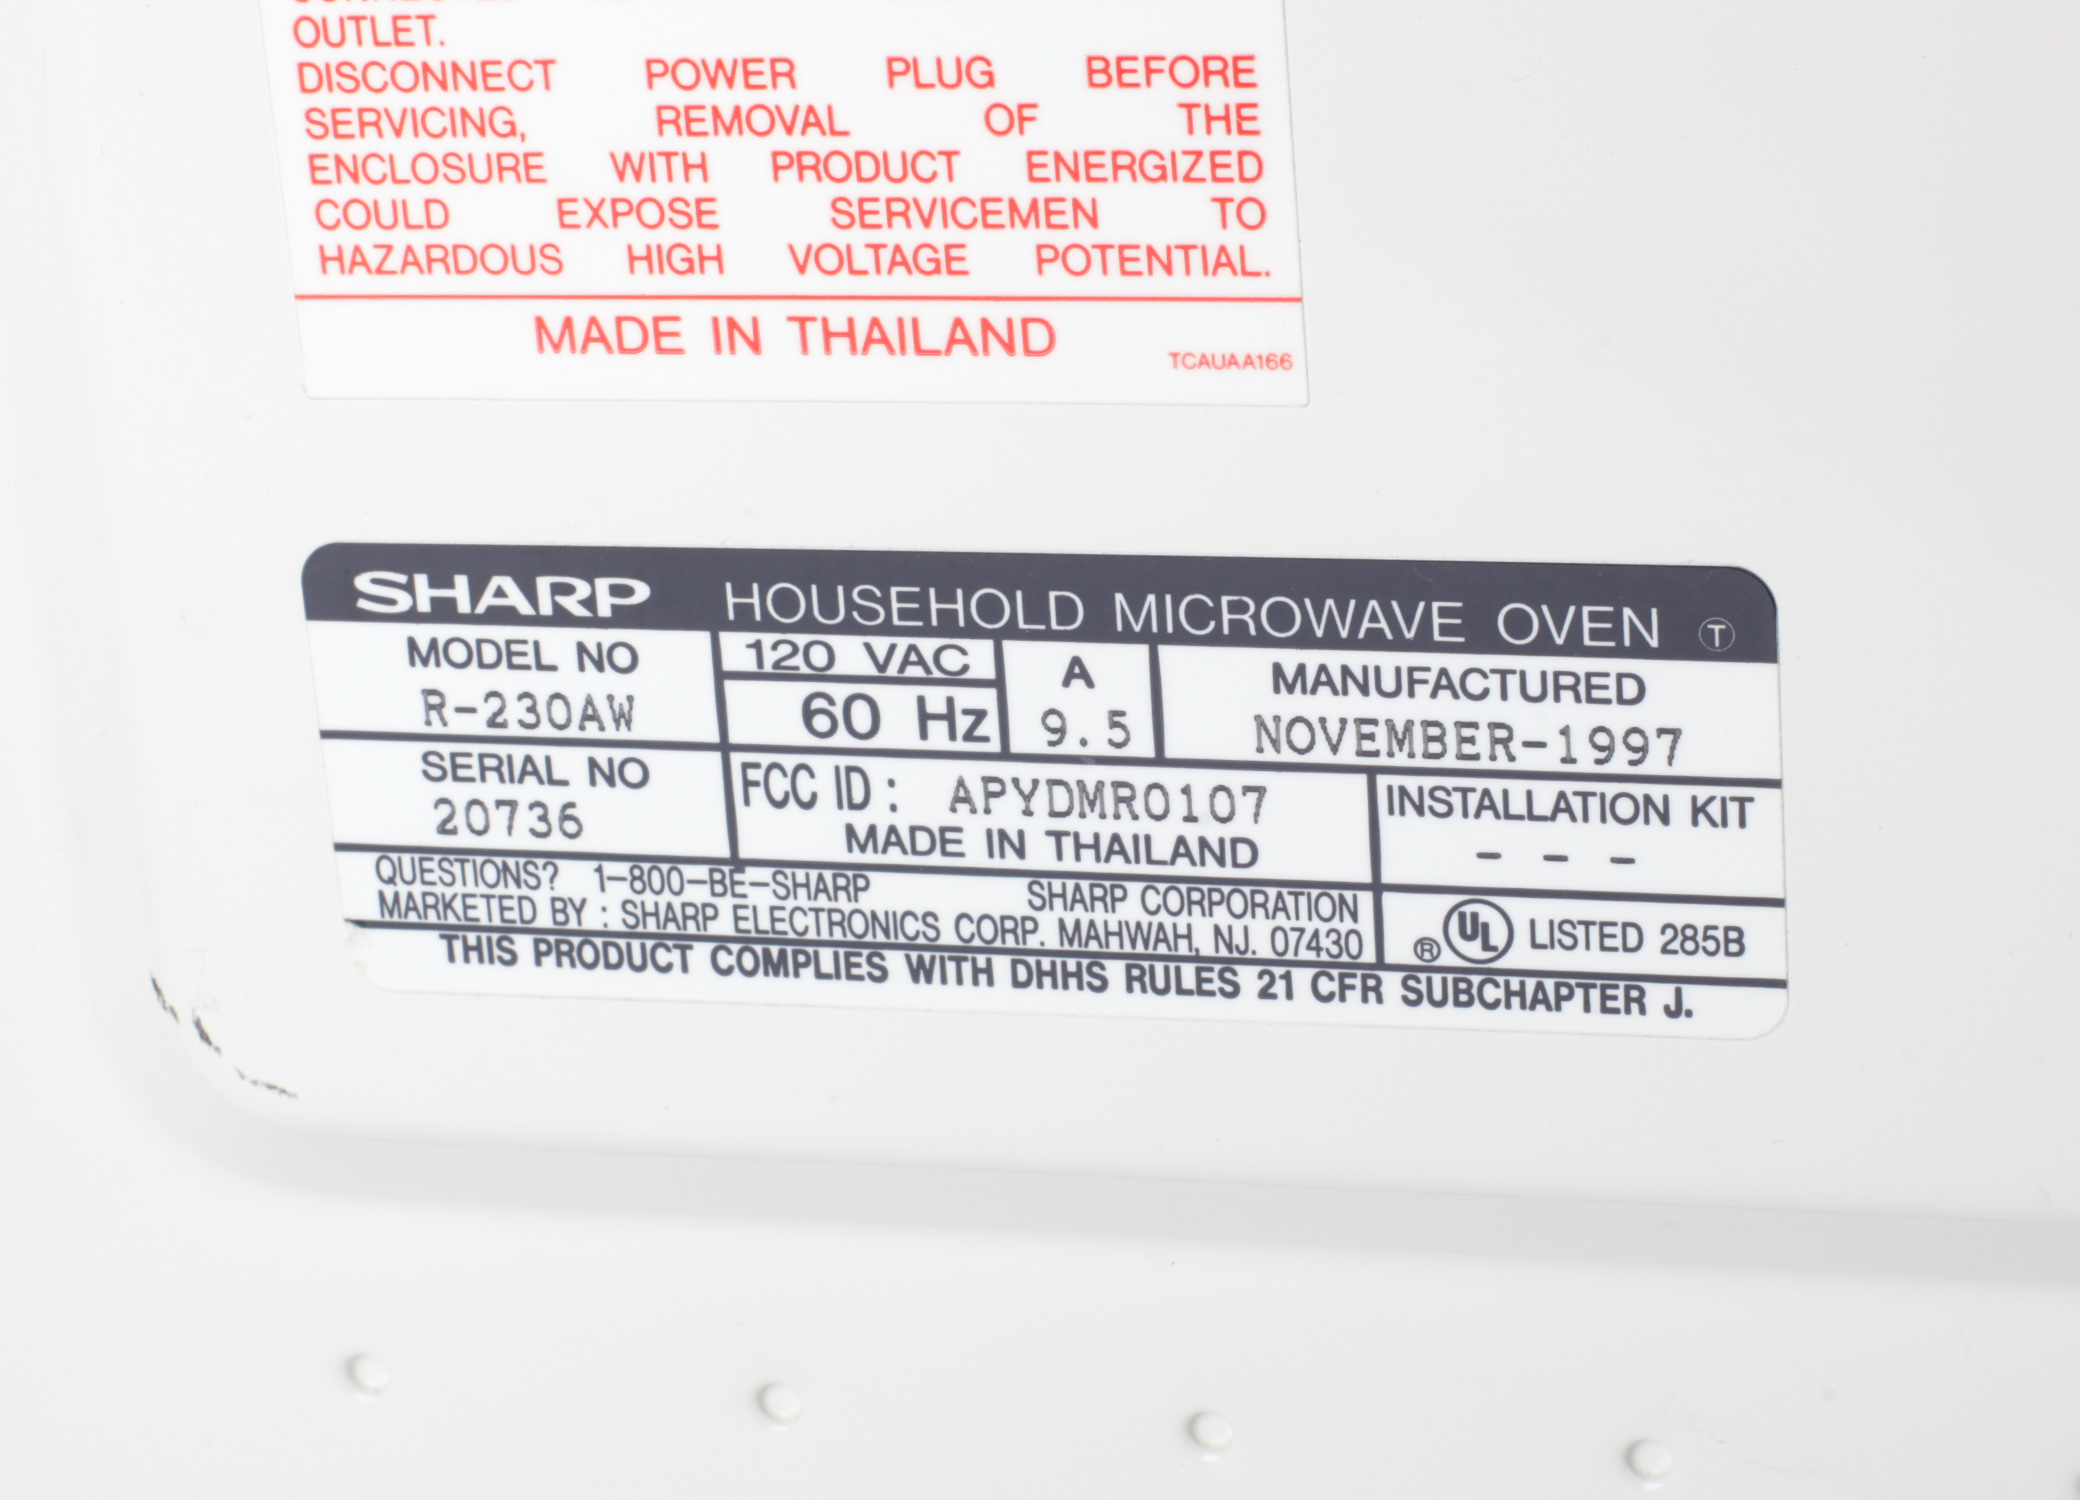 OUTLET.
DISCONNECT POWER PLUG BEFORE
SERVICING, REMOVAL OF THE
ENCLOSURE WITH PRODUCT ENERGIZED
COULD EXPOSE SERVICEMEN TO
HAZARDOUS HIGH VOLTAGE POTENTIAL.
MADE IN THAILAND
TCAUAA166
SHARP HOUSEHOLD MICROWAVE OVEN T
MODEL NO
R-230AW
120 VAC
60 Hz
A
9.5
MANUFACTURED
NOVEMBER-1997
SERIAL NO
20736
FCC ID : APYDMR0107
MADE IN THAILAND
INSTALLATION KIT
- - -
QUESTIONS? 1-800-BE-SHARP SHARP CORPORATION
MARKETED BY : SHARP ELECTRONICS CORP. MAHWAH, NJ. 07430
® UL LISTED 285B
THIS PRODUCT COMPLIES WITH DHHS RULES 21 CFR SUBCHAPTER J.